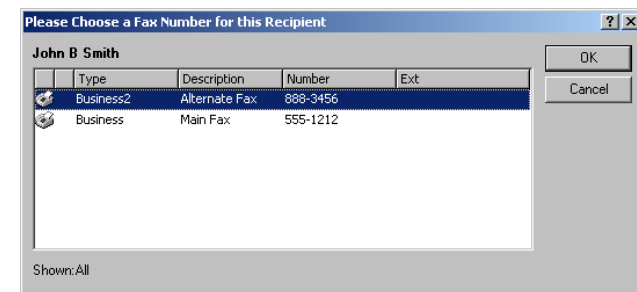 Please Choose a Fax Number for this Recipient
John B Smith
OK
Cancel
Type Description Number Ext
Business2 Alternate Fax 888-3456
Business Main Fax 555-1212
Shown:All